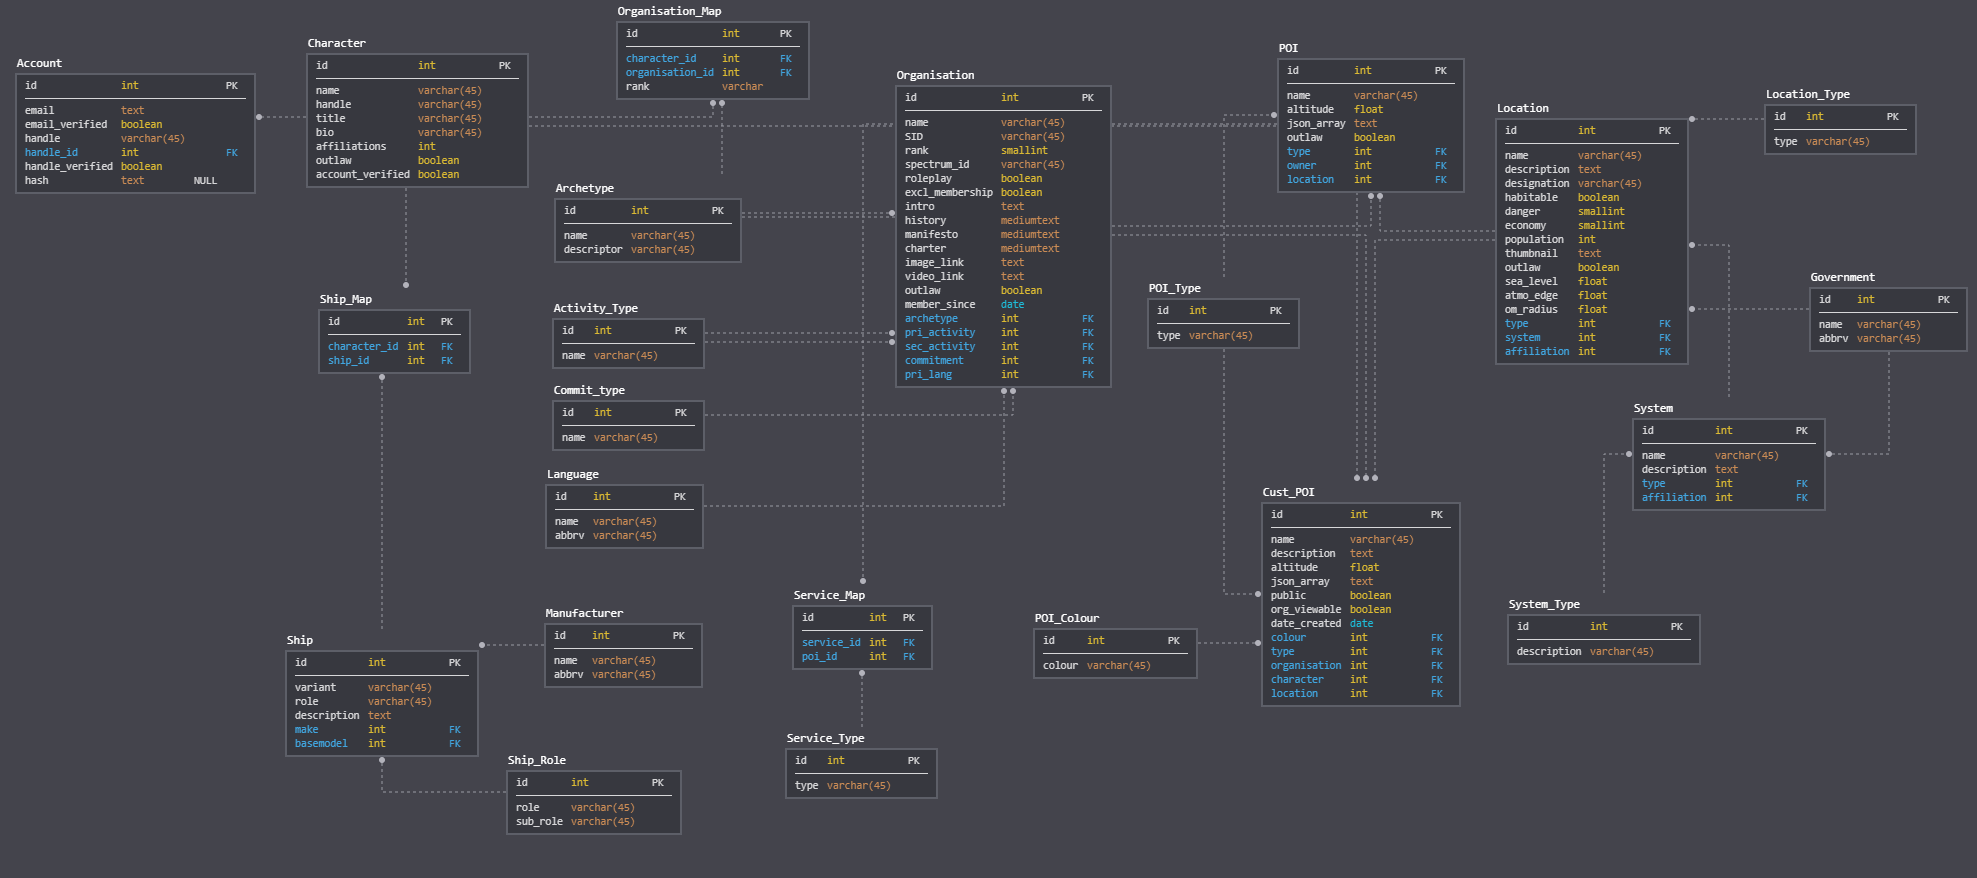 Account
id int PK
email text
email_verified boolean
handle varchar(45)
handle_id int FK
handle_verified boolean
hash text NULL
Character
id int PK
name varchar(45)
handle varchar(45)
title varchar(45)
bio varchar(45)
affiliations int
outlaw boolean
account_verified boolean
Organisation_Map
id int PK
character_id int FK
organisation_id int FK
rank varchar
Organisation
id int PK
name varchar(45)
SID varchar(45)
rank smallint
spectrum_id varchar(45)
roleplay boolean
excl_membership boolean
intro text
history mediumtext
manifesto mediumtext
charter mediumtext
image_link text
video_link text
outlaw boolean
member_since date
archetype int FK
pri_activity int FK
sec_activity int FK
commitment int FK
pri_lang int FK
POI
id int PK
name varchar(45)
altitude float
json_array text
outlaw boolean
type int FK
owner int FK
location int FK
Location
id int PK
name varchar(45)
description text
designation varchar(45)
habitable boolean
danger smallint
economy smallint
population int
thumbnail text
outlaw boolean
sea_level float
atmo_edge float
om_radius float
type int FK
system int FK
affiliation int FK
Location_Type
id int PK
type varchar(45)
Archetype
id int PK
name varchar(45)
descriptor varchar(45)
Ship_Map
id int PK
character_id int FK
ship_id int FK
Activity_Type
id int PK
name varchar(45)
POI_Type
id int PK
type varchar(45)
Government
id int PK
name varchar(45)
abbrv varchar(45)
Commit_type
id int PK
name varchar(45)
System
id int PK
name varchar(45)
description text
type int FK
affiliation int FK
Language
id int PK
name varchar(45)
abbrv varchar(45)
Cust_POI
id int PK
name varchar(45)
description text
altitude float
json_array text
public boolean
org_viewable boolean
date_created date
colour int FK
type int FK
organisation int FK
character int FK
location int FK
Service_Map
id int PK
service_id int FK
poi_id int FK
POI_Colour
id int PK
colour varchar(45)
System_Type
id int PK
description varchar(45)
Manufacturer
id int PK
name varchar(45)
abbrv varchar(45)
Ship
id int PK
variant varchar(45)
role varchar(45)
description text
make int FK
basemodel int FK
Service_Type
id int PK
type varchar(45)
Ship_Role
id int PK
role varchar(45)
sub_role varchar(45)